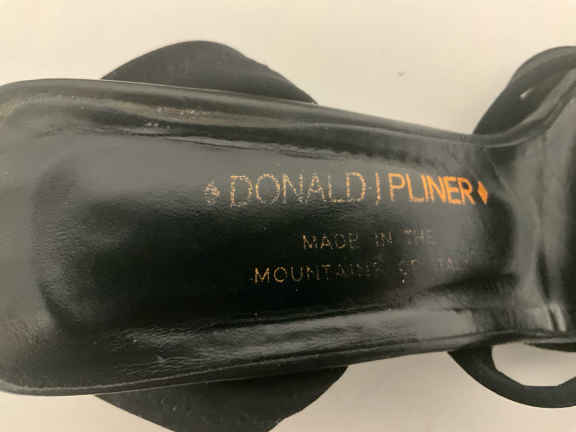 DONALD J PLINER
MADE IN THE
MOUNTAINS OF ITALY